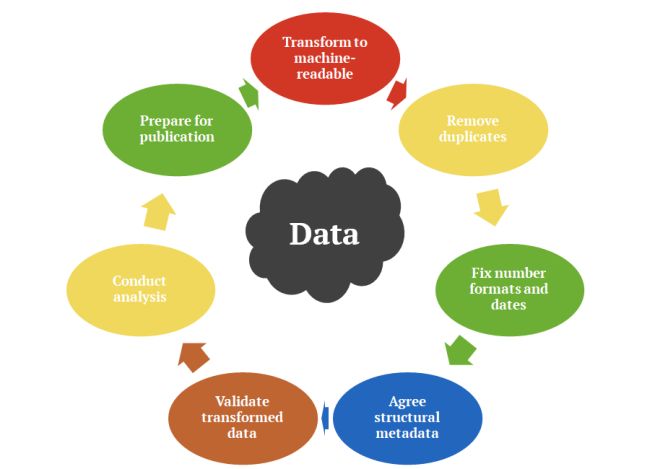 Transform to
machine-
readable
Remove
duplicates
Fix number
formats and
dates
Agree
structural
metadata
Validate
transformed
data
Conduct
analysis
Prepare for
publication
Data